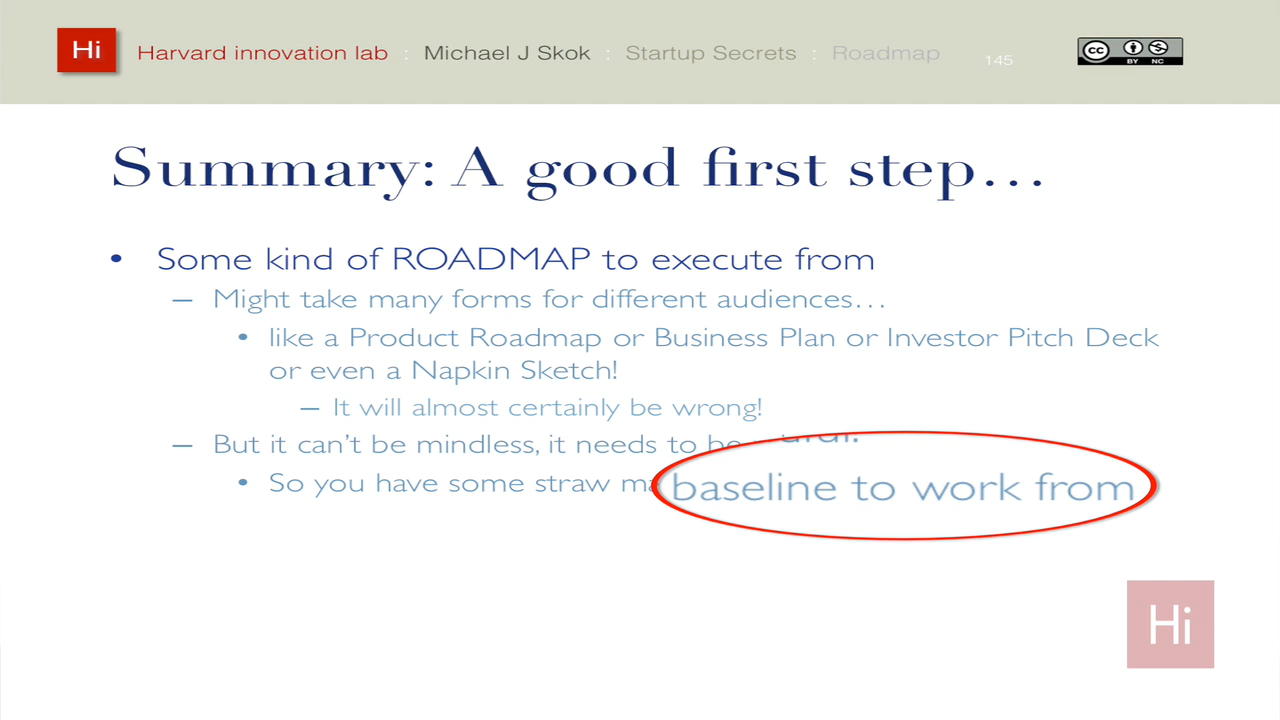 Hi Harvard innovation lab : Michael J Skok : Startup Secrets : Roadmap 145 cc BY NC
Summary: A good first step…
• Some kind of ROADMAP to execute from
– Might take many forms for different audiences…
• like a Product Roadmap or Business Plan or Investor Pitch Deck
or even a Napkin Sketch!
– It will almost certainly be wrong!
– But it can't be mindless, it needs to be
• So you have some straw baseline to work from
Hi